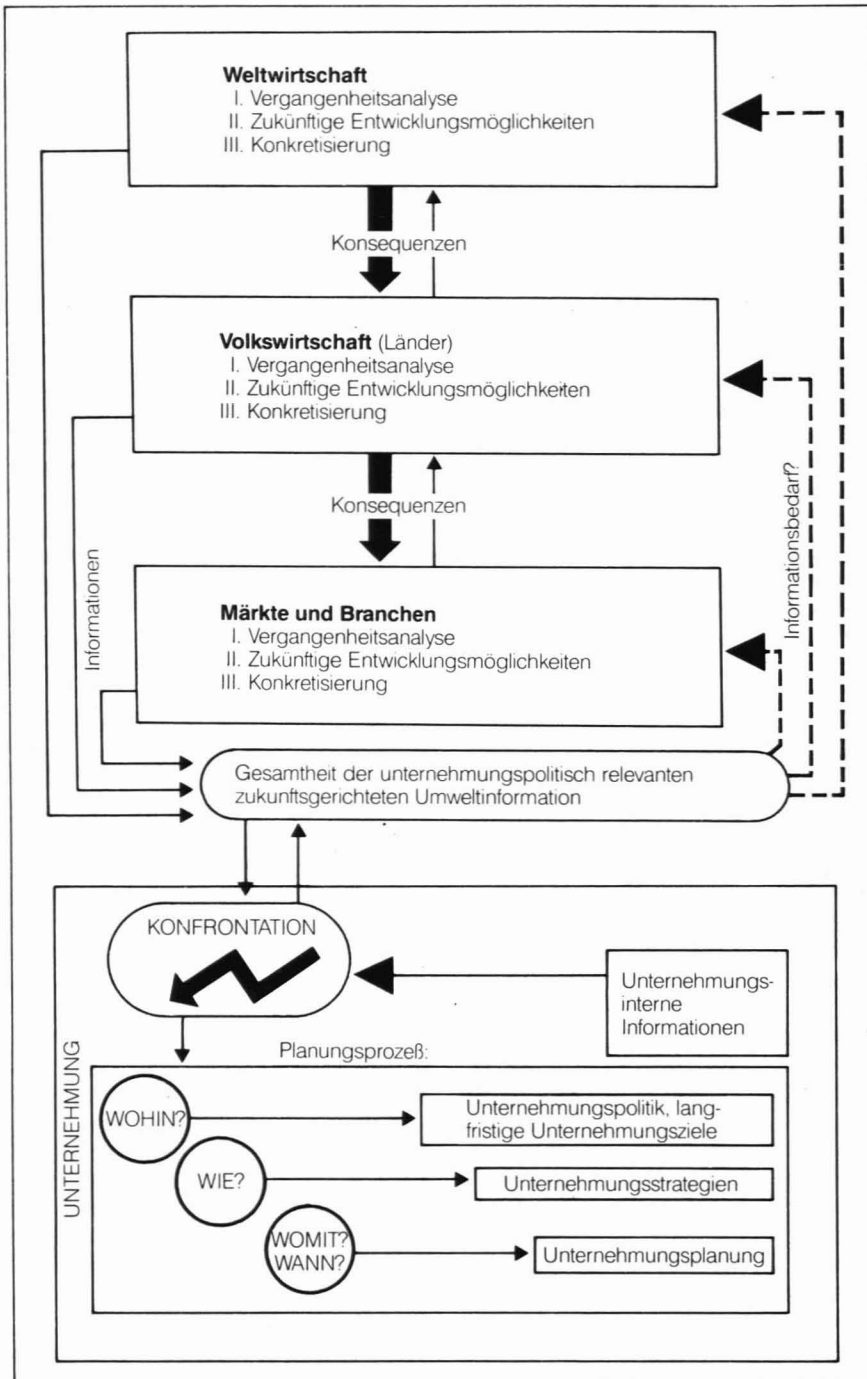 Weltwirtschaft
I. Vergangenheitsanalyse
II. Zukünftige Entwicklungsmöglichkeiten
III. Konkretisierung
Konsequenzen
Volkswirtschaft (Länder)
I. Vergangenheitsanalyse
II. Zukünftige Entwicklungsmöglichkeiten
III. Konkretisierung
Konsequenzen
Informationen
Informationsbedarf?
Märkte und Branchen
I. Vergangenheitsanalyse
II. Zukünftige Entwicklungsmöglichkeiten
III. Konkretisierung
Gesamtheit der unternehmungspolitisch relevanten
zukunftsgerichteten Umweltinformation
UNTERNEHMUNG
KONFRONTATION
Unternehmungs-
interne
Informationen
Planungsprozeß:
WOHIN?
Unternehmungspolitik, lang-
fristige Unternehmungsziele
WIE?
Unternehmungsstrategien
WOMIT?
WANN?
Unternehmungsplanung